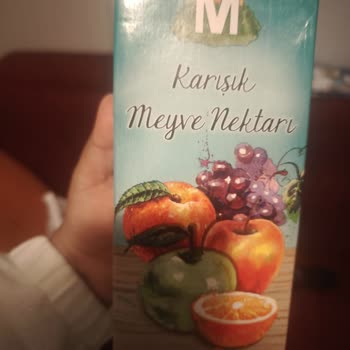 M
Karışık
Meyve Nektarı